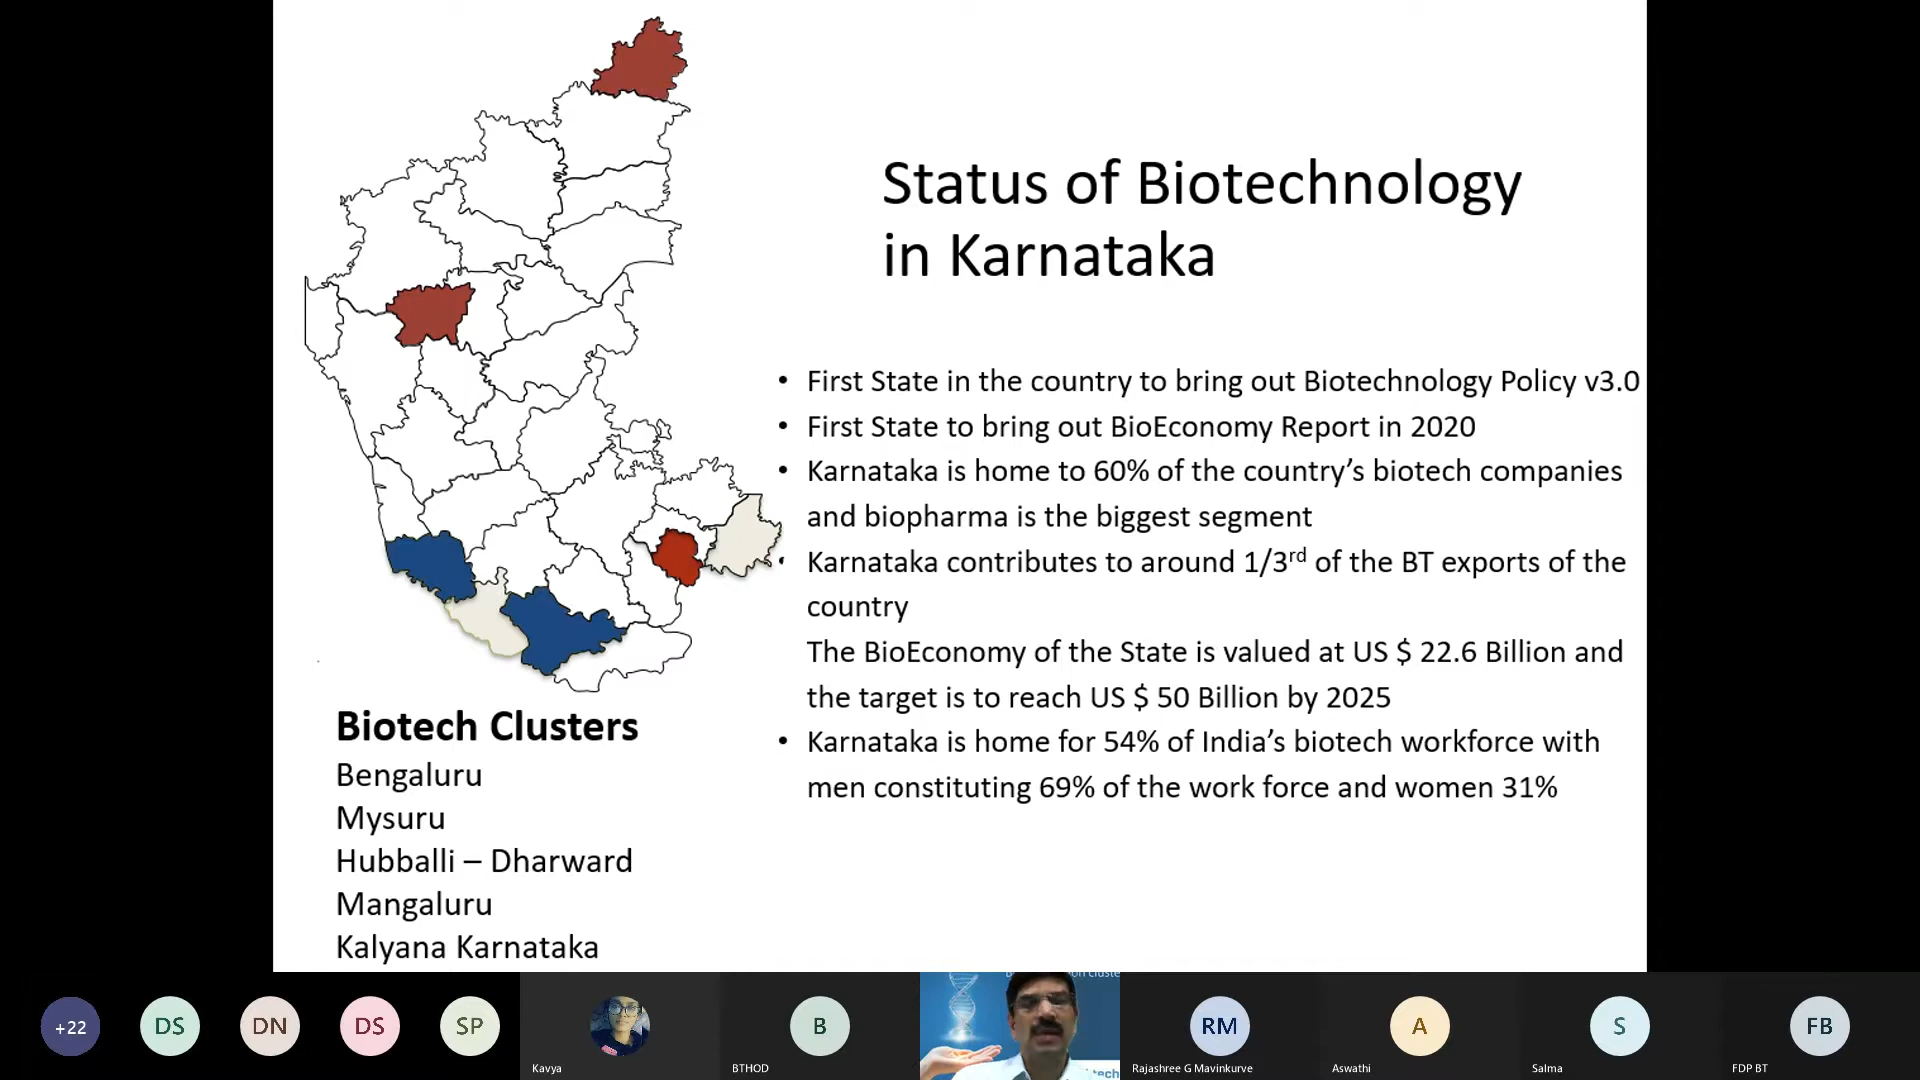 Status of Biotechnology
in Karnataka
• First State in the country to bring out Biotechnology Policy v3.0
• First State to bring out BioEconomy Report in 2020
• Karnataka is home to 60% of the country’s biotech companies
and biopharma is the biggest segment
• Karnataka contributes to around 1/3rd of the BT exports of the
country
The BioEconomy of the State is valued at US $ 22.6 Billion and
the target is to reach US $ 50 Billion by 2025
• Karnataka is home for 54% of India’s biotech workforce with
men constituting 69% of the work force and women 31%
Biotech Clusters
Bengaluru
Mysuru
Hubballi – Dharward
Mangaluru
Kalyana Karnataka
+22
DS
DN
DS
SP
Kavya
B
BTHOD
tech
RM
Rajashree G Mavinkurve
A
Aswathi
S
Salma
FB
FDP BT